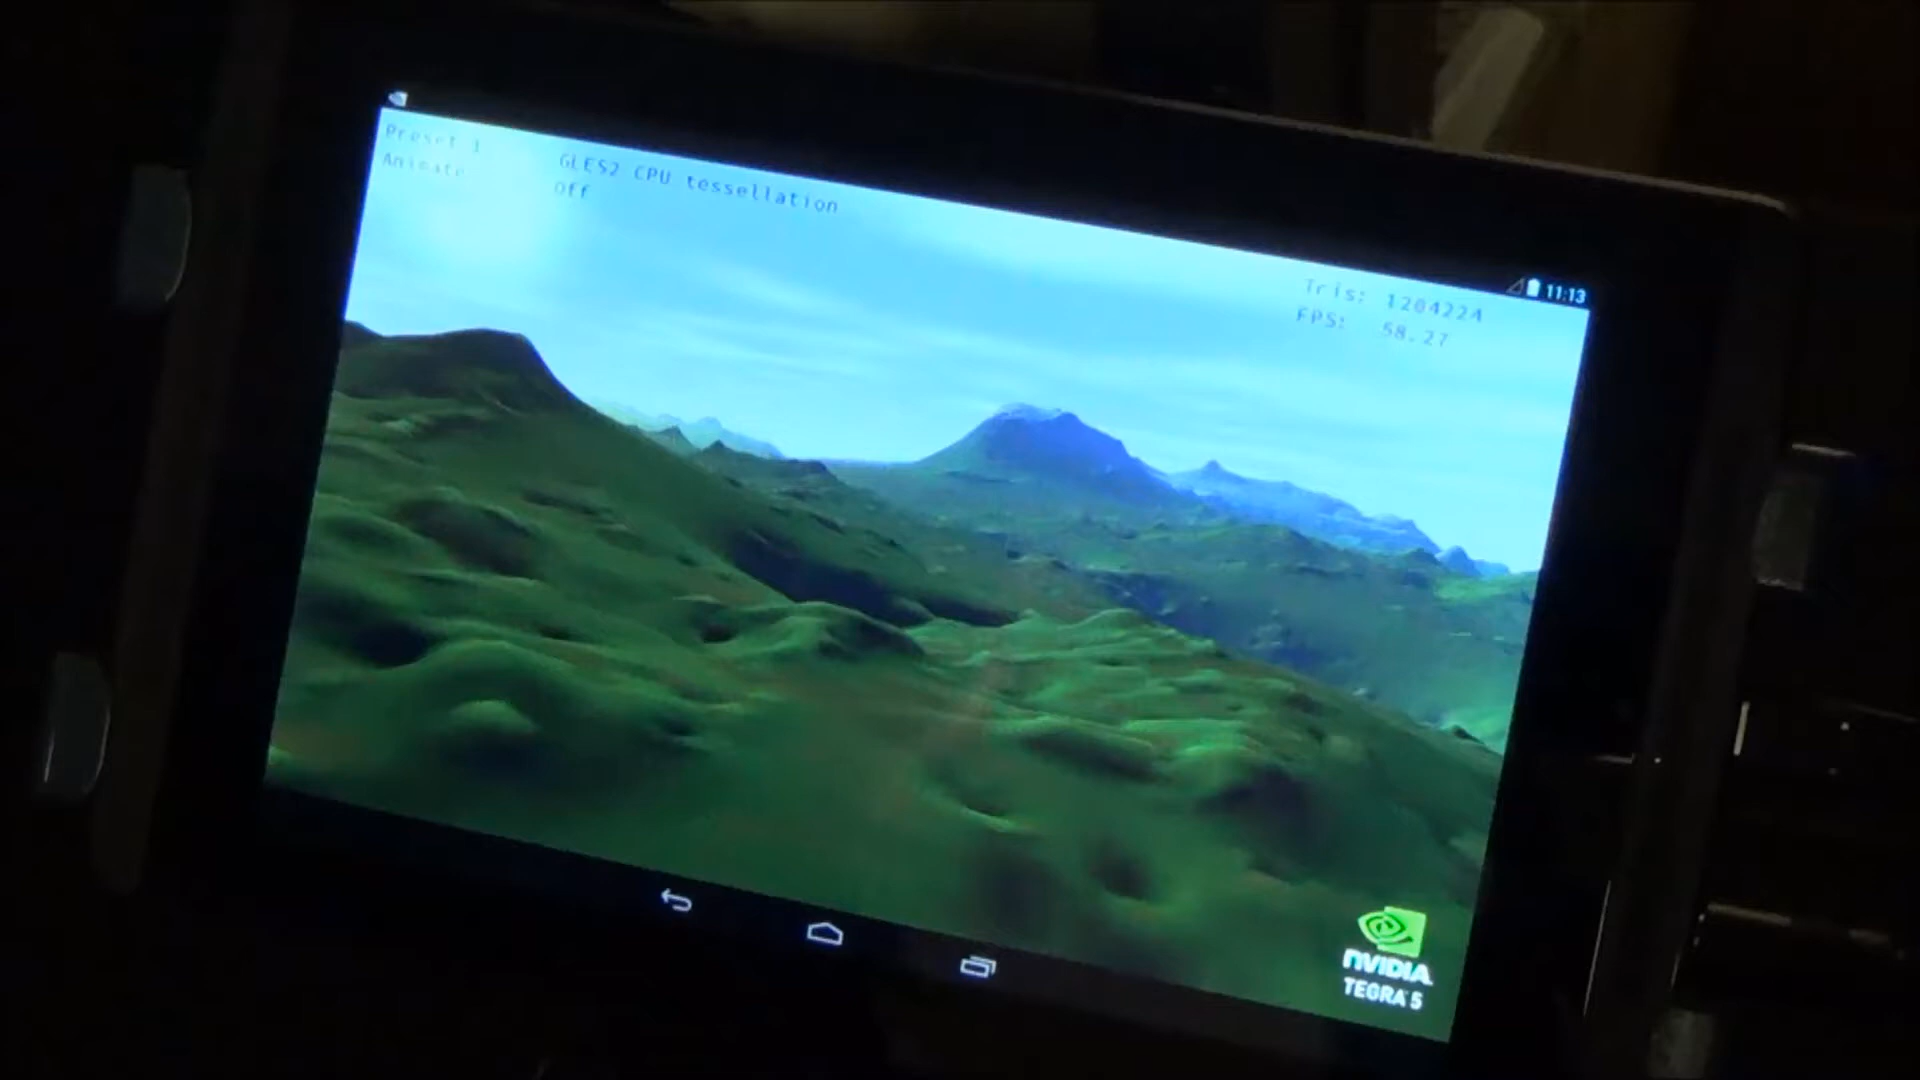 Preset 1 GLES2 CPU tessellation
Animate Off
11:13
Tris: 1204224
FPS: 58.27
NVIDIA
TEGRA 5